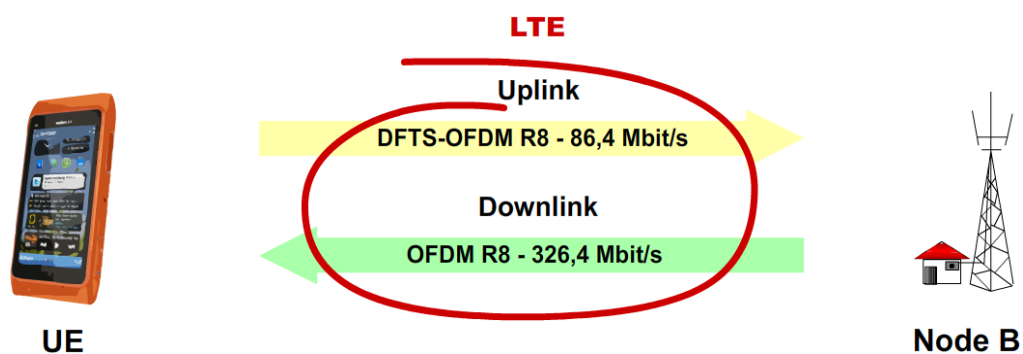 LTE
Uplink
DFTS-OFDM R8 - 86,4 Mbit/s
Downlink
OFDM R8 - 326,4 Mbit/s
UE
Node B